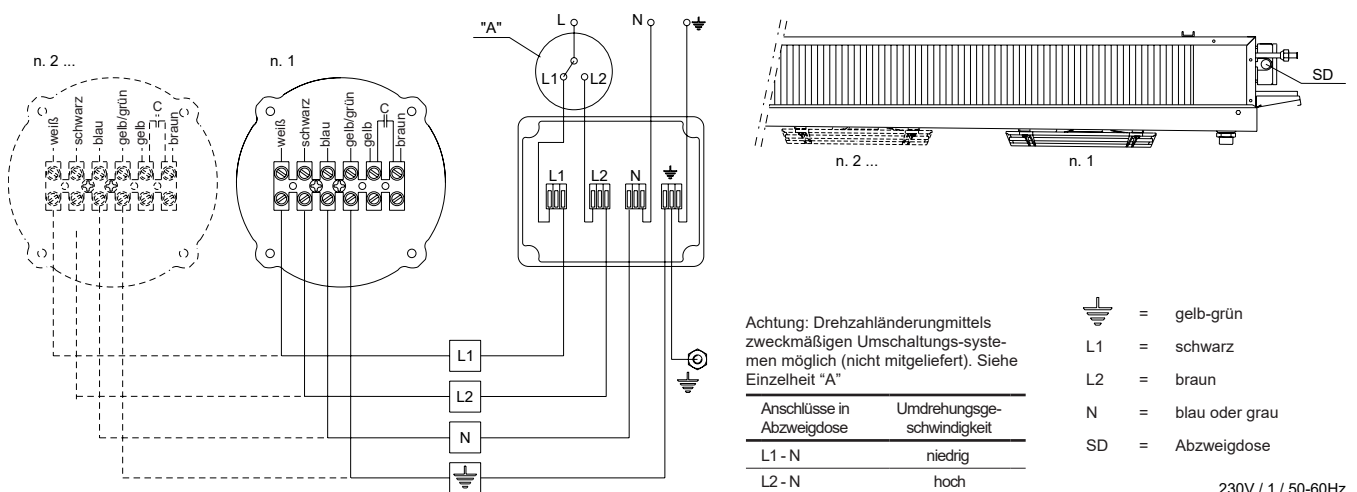 n. 2 ...
weiß
schwarz
blau
gelb/grün
gelb
C
braun
n. 1
weiß
schwarz
blau
gelb/grün
gelb
C
braun
"A"
L
N
L1
L2
L1
L2
N
L1
L2
N
SD
n. 2 ...
n. 1
Achtung: Drehzahländerungmittels
zweckmäßigen Umschaltungs-syste-
men möglich (nicht mitgeliefert). Siehe
Einzelheit “A”
Anschlüsse in Abzweigdose
Umdrehungsge-schwindigkeit
L1 - N niedrig
L2 - N hoch
= gelb-grün
L1 = schwarz
L2 = braun
N = blau oder grau
SD = Abzweigdose
230V / 1 / 50-60Hz